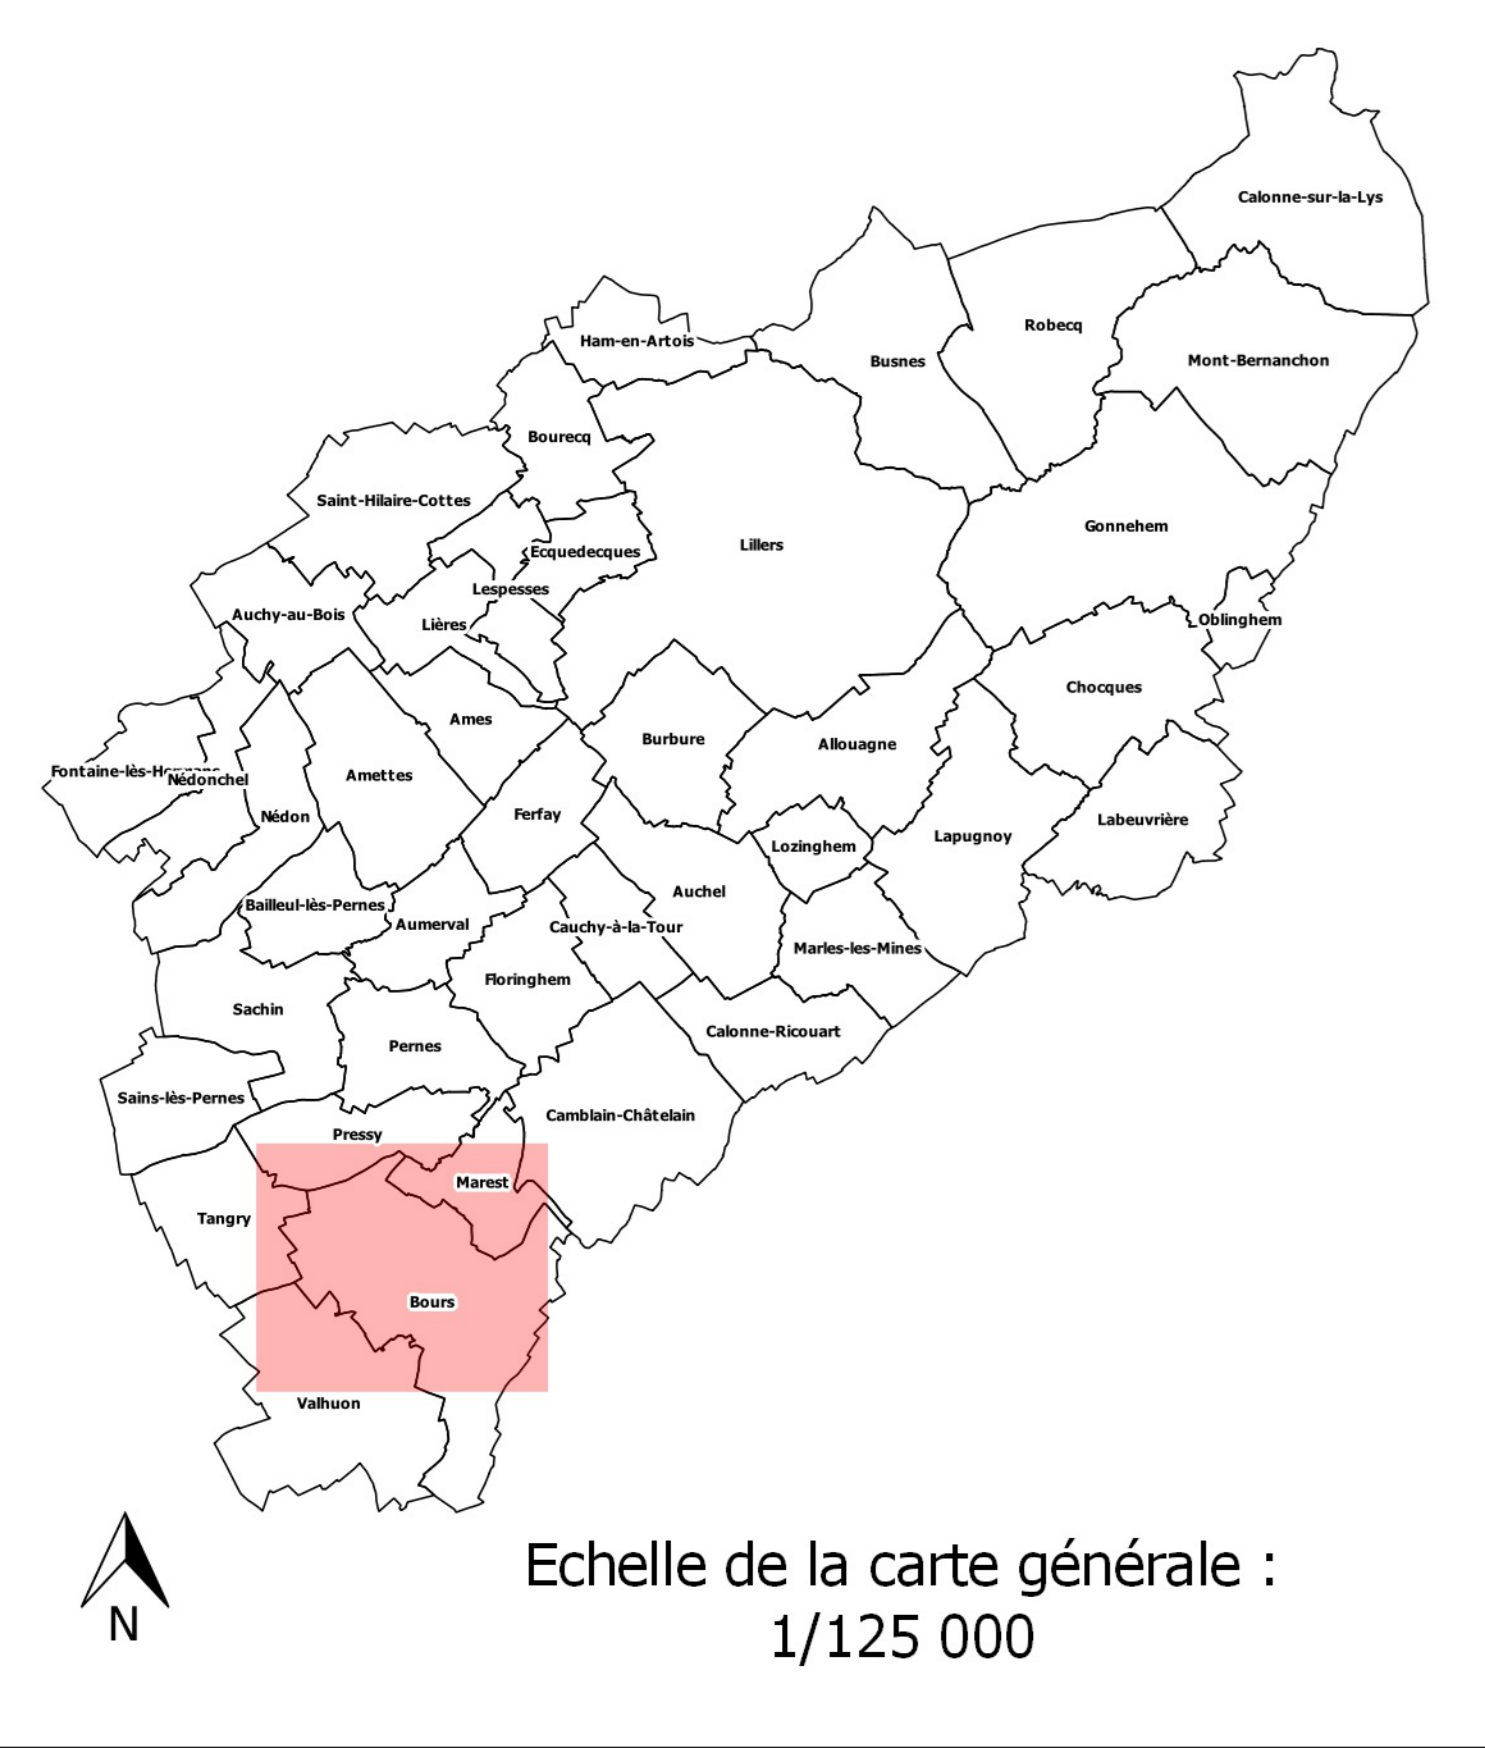 Calonne-sur-la-Lys
Robecq
Ham-en-Artois
Busnes
Mont-Bernanchon
Bourecq
Saint-Hilaire-Cottes
Gonnehem
Lillers
Ecquedecques
Lespesses
Auchy-au-Bois
Lières
Oblinghem
Chocques
Ames
Burbure
Allouagne
Fontaine-lès-
Nédonchel
Amettes
Nédon
Ferfay
Labeuvrière
Lapugnoy
Lozinghem
Auchel
Bailleul-lès-Pernes
Aumerval
Cauchy-à-la-Tour
Marles-les-Mines
Floringhem
Sachin
Calonne-Ricouart
Pernes
Sains-lès-Pernes
Camblain-Châtelain
Pressy
Marest
Tangry
Bours
Valhuon
N
Echelle de la carte générale :
1/125 000